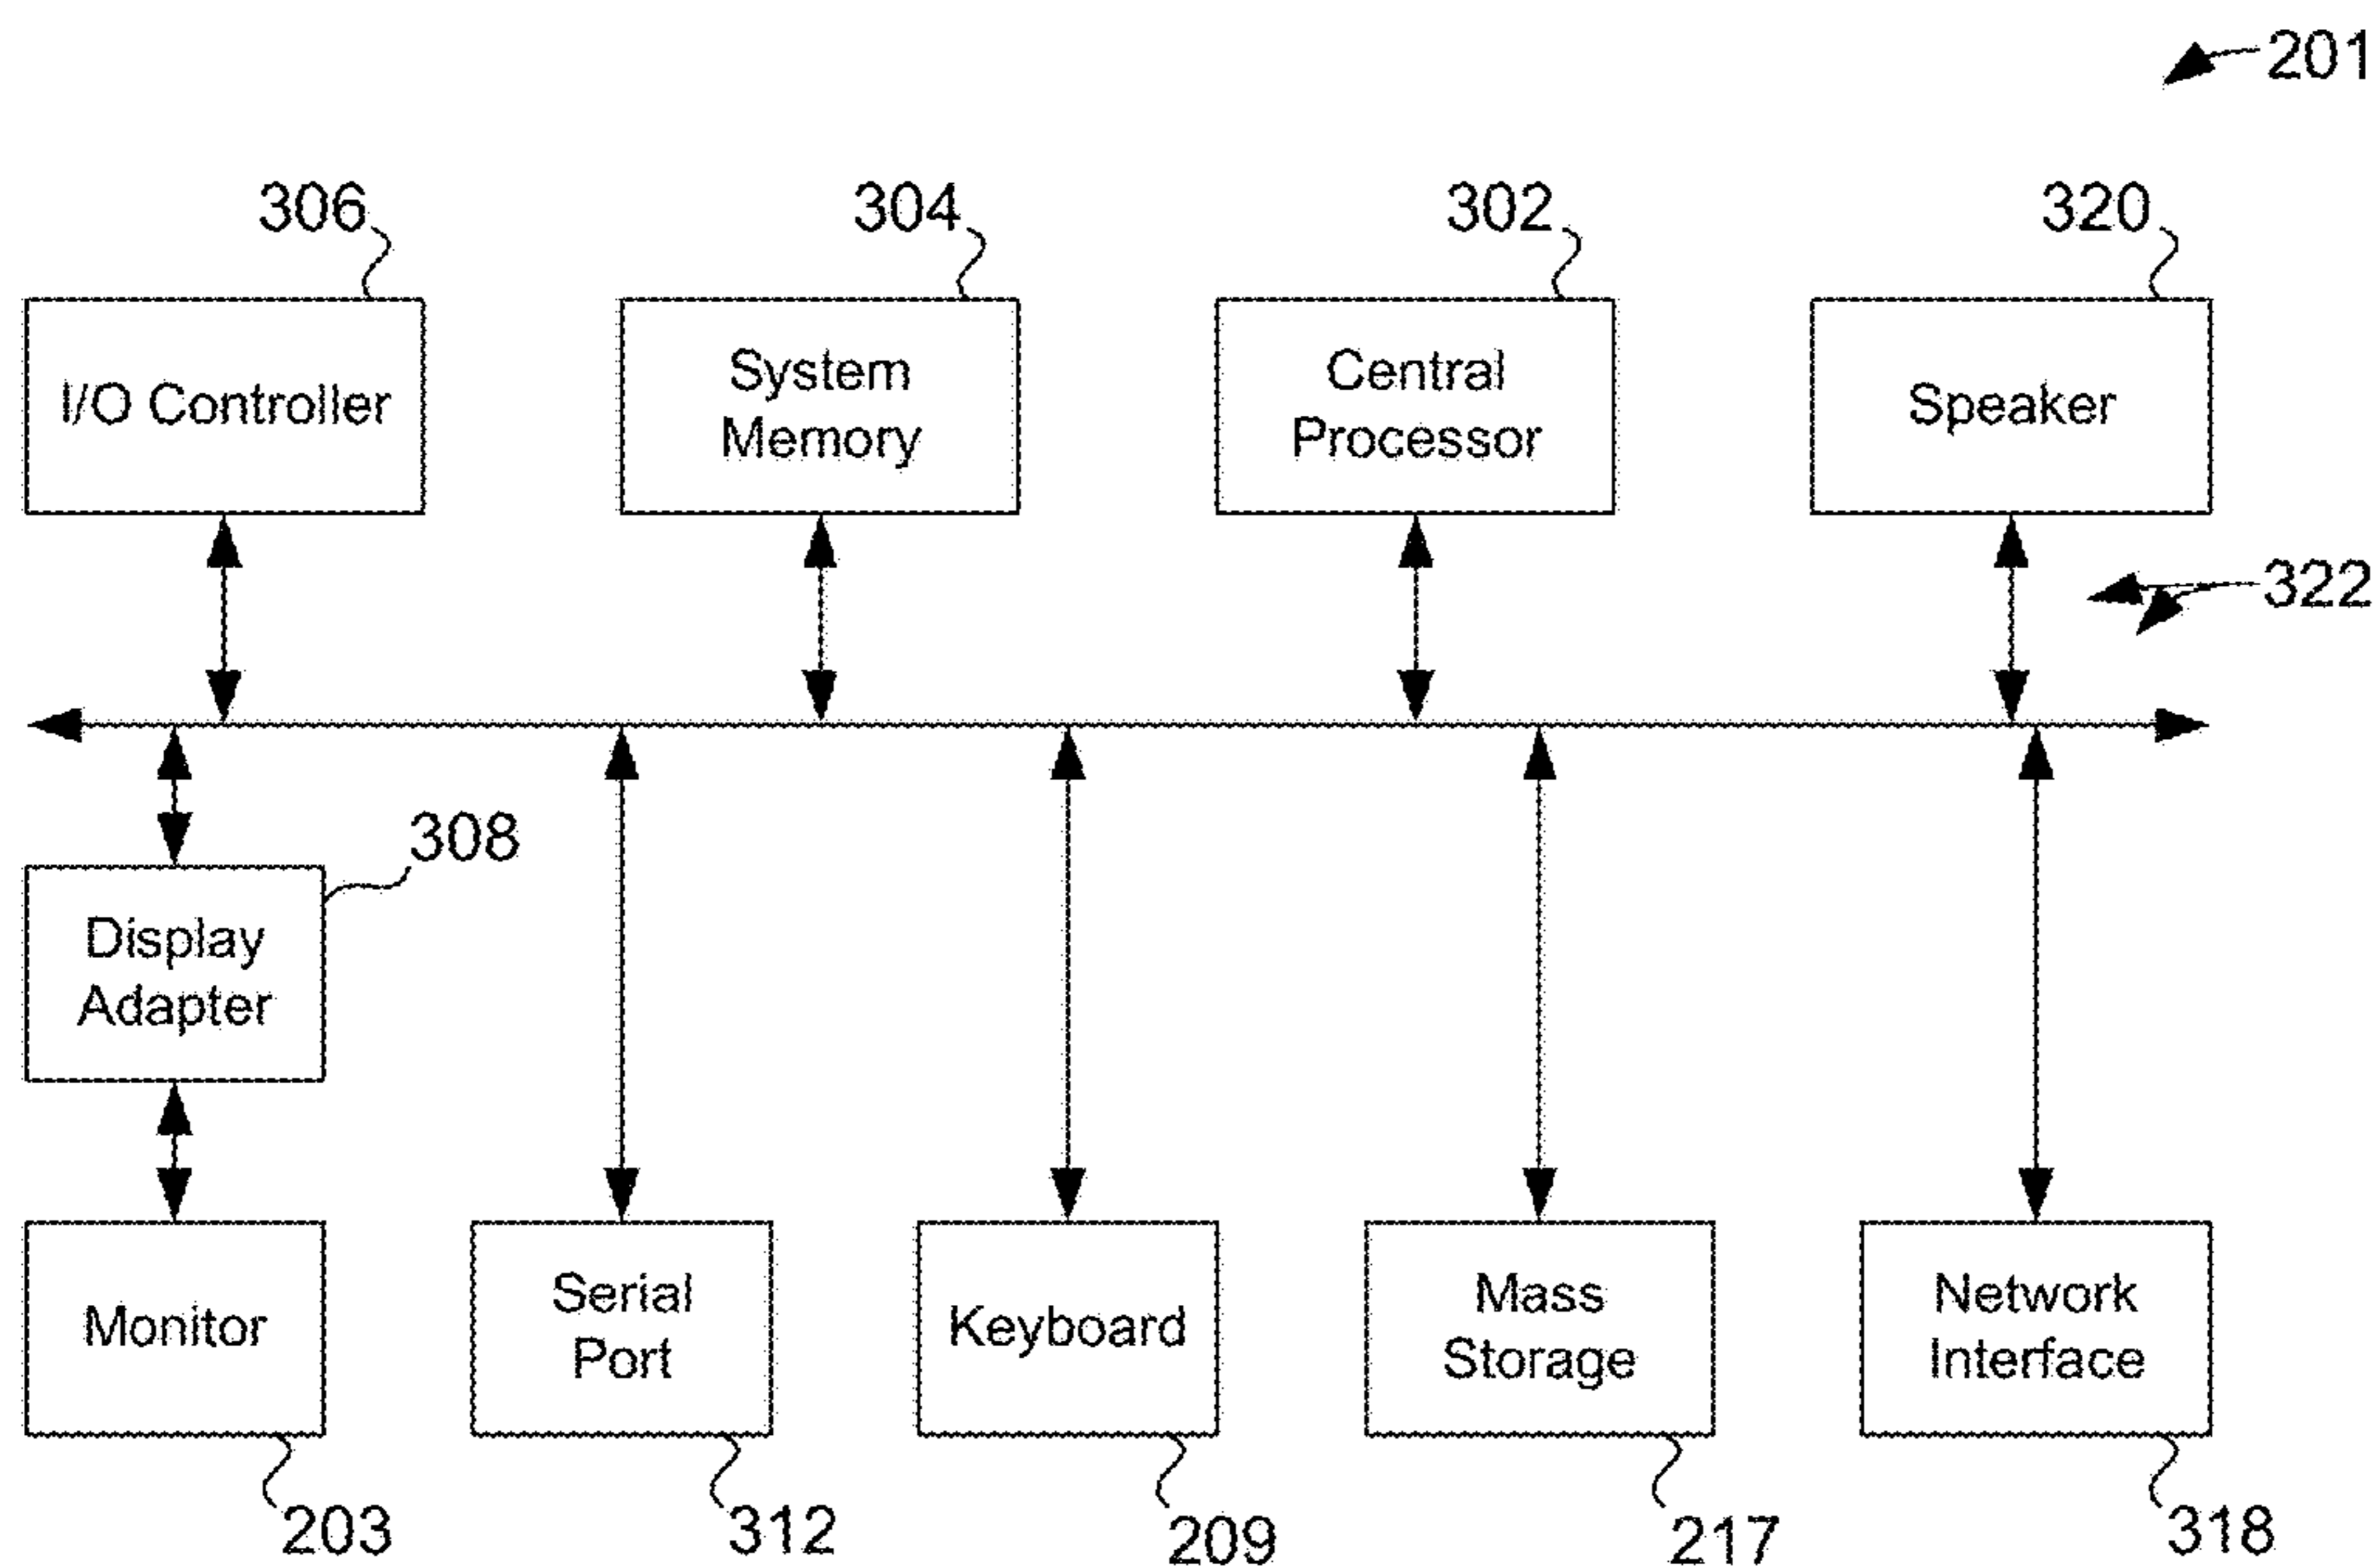 201
306
304
302
320
I/O Controller
System
Memory
Central
Processor
Speaker
322
308
Display
Adapter
Monitor
Serial
Port
Keyboard
Mass
Storage
Network
Interface
203
312
209
217
318